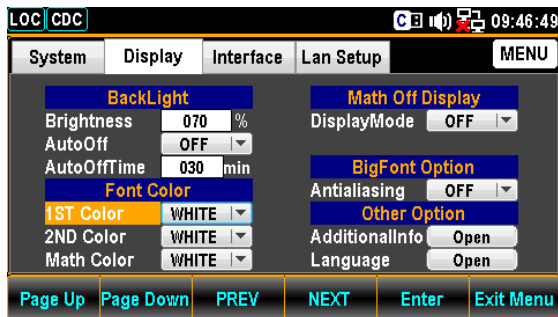 LOC CDC C E 09:46:49
System Display Interface Lan Setup MENU
BackLight
Brightness 070 %
AutoOff OFF
AutoOffTime 030 min
Font Color
1ST Color WHITE
2ND Color WHITE
Math Color WHITE
Math Off Display
DisplayMode OFF
BigFont Option
Antialiasing OFF
Other Option
AdditionalInfo Open
Language Open
Page Up Page Down PREV NEXT Enter Exit Menu